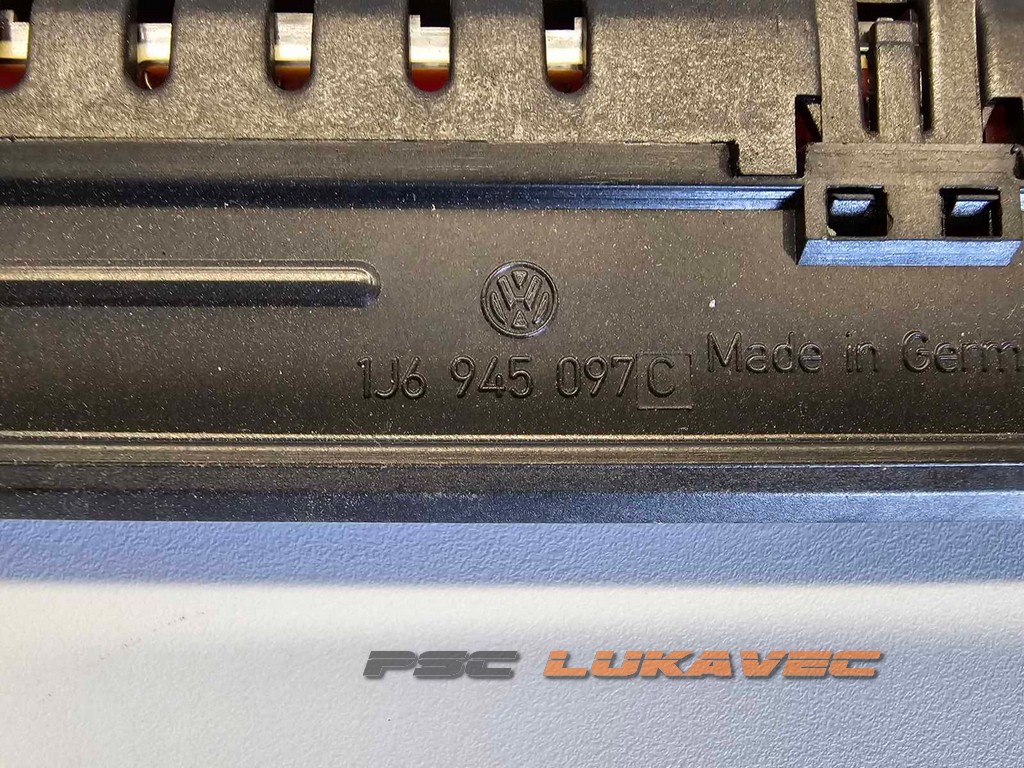 1J6 945 097 C Made in Germ
PSC LUKAVEC